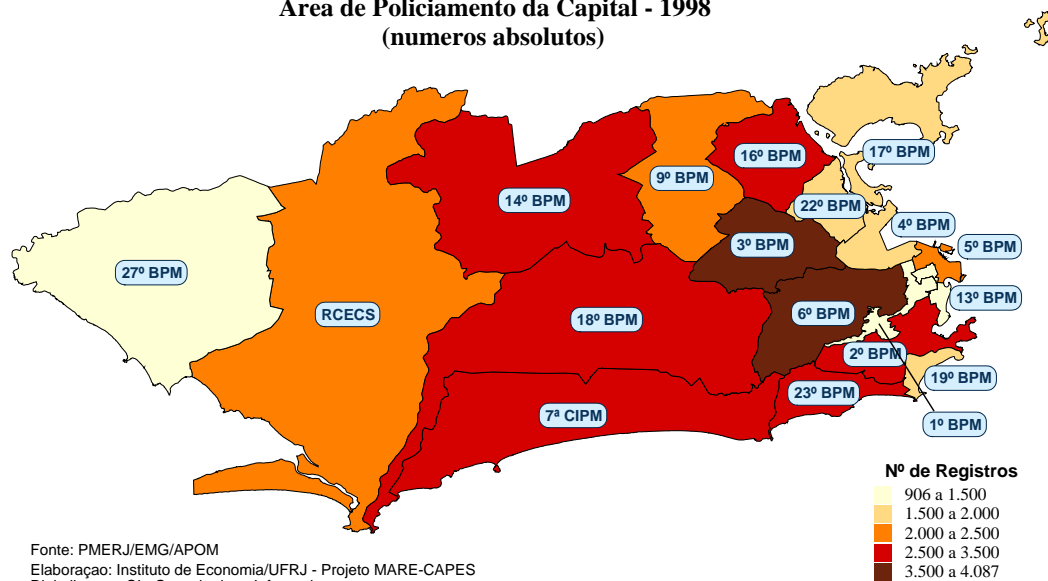 Área de Policiamento da Capital - 1998
(numeros absolutos)
17º BPM
16º BPM
9º BPM
14º BPM
22º BPM
4º BPM
3º BPM
5º BPM
27º BPM
13º BPM
RCECS
6º BPM
18º BPM
2º BPM
19º BPM
23º BPM
7ª CIPM
1º BPM
Nº de Registros
906 a 1.500
1.500 a 2.000
2.000 a 2.500
2.500 a 3.500
3.500 a 4.087
Fonte: PMERJ/EMG/APOM
Elaboraçao: Instituto de Economia/UFRJ - Projeto MARE-CAPES